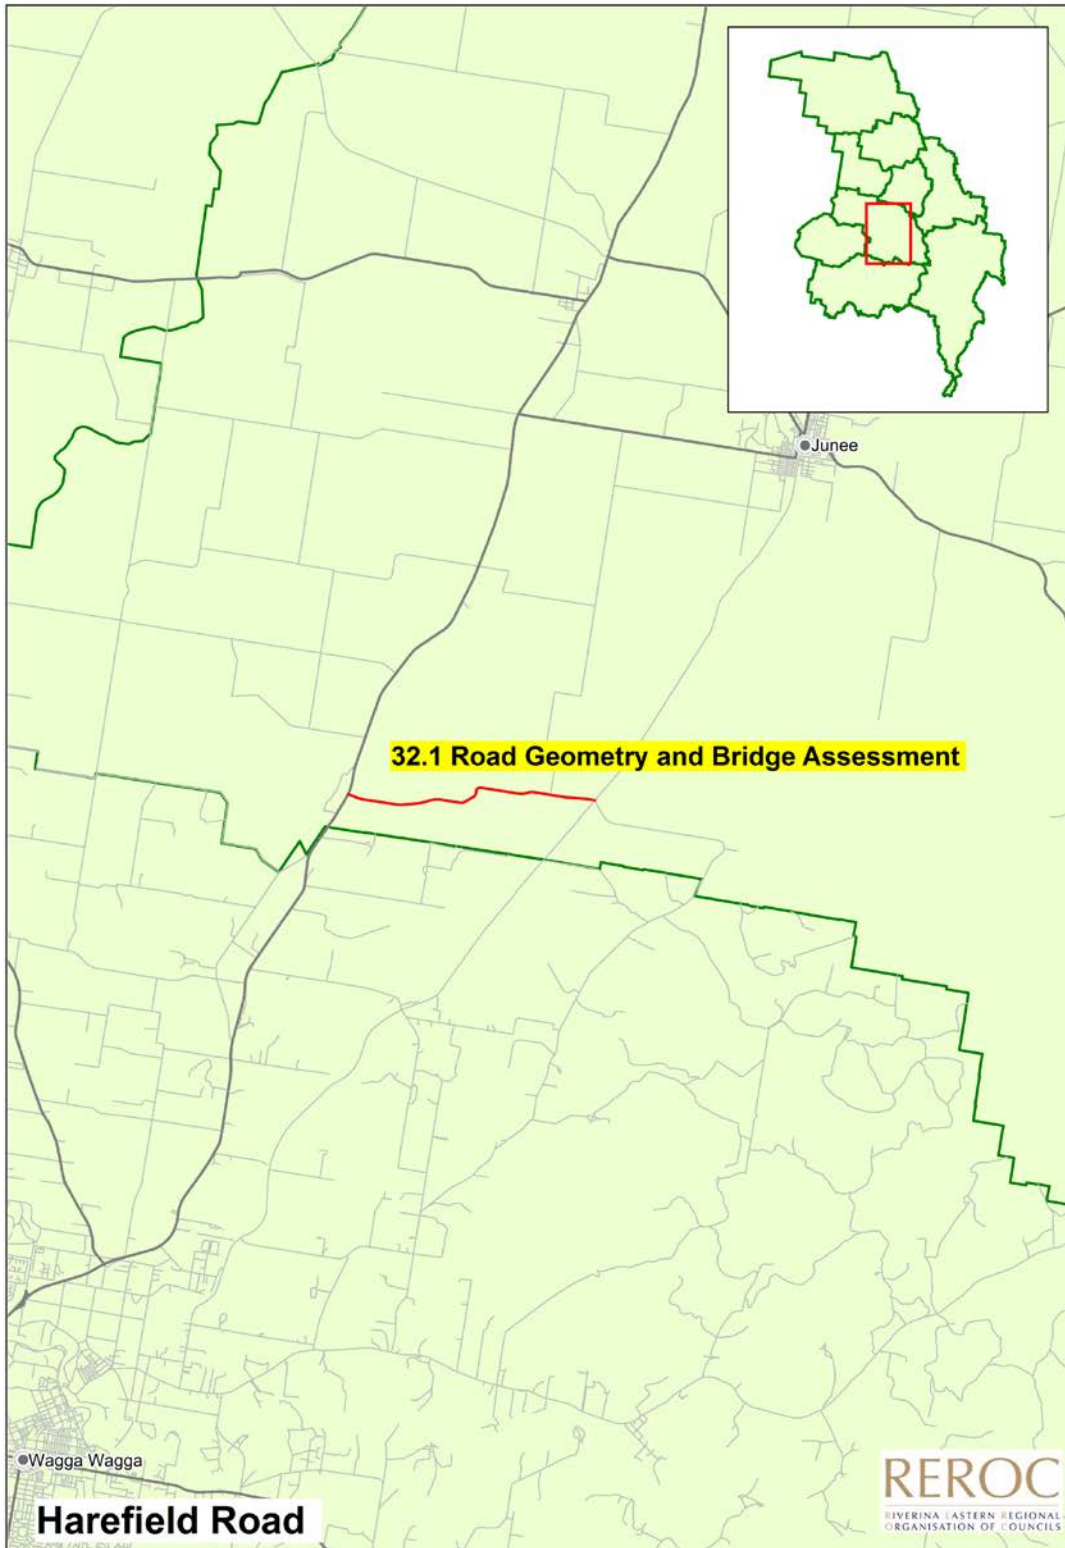 Junee
32.1 Road Geometry and Bridge Assessment
Wagga Wagga
Harefield Road
REROC
RIVERINA EASTERN REGIONAL
ORGANISATION OF COUNCILS